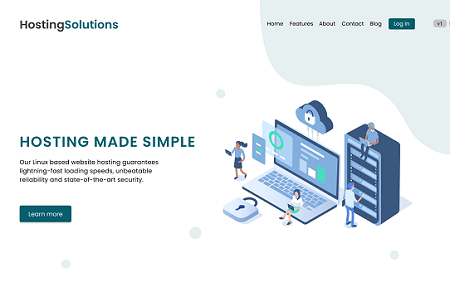 HostingSolutions
Home Features About Contact Blog Log In v1
HOSTING MADE SIMPLE
Our Linux based website hosting guarantees
lightning-fast loading speeds, unbeatable
reliability and state-of-the-art security.
Learn more